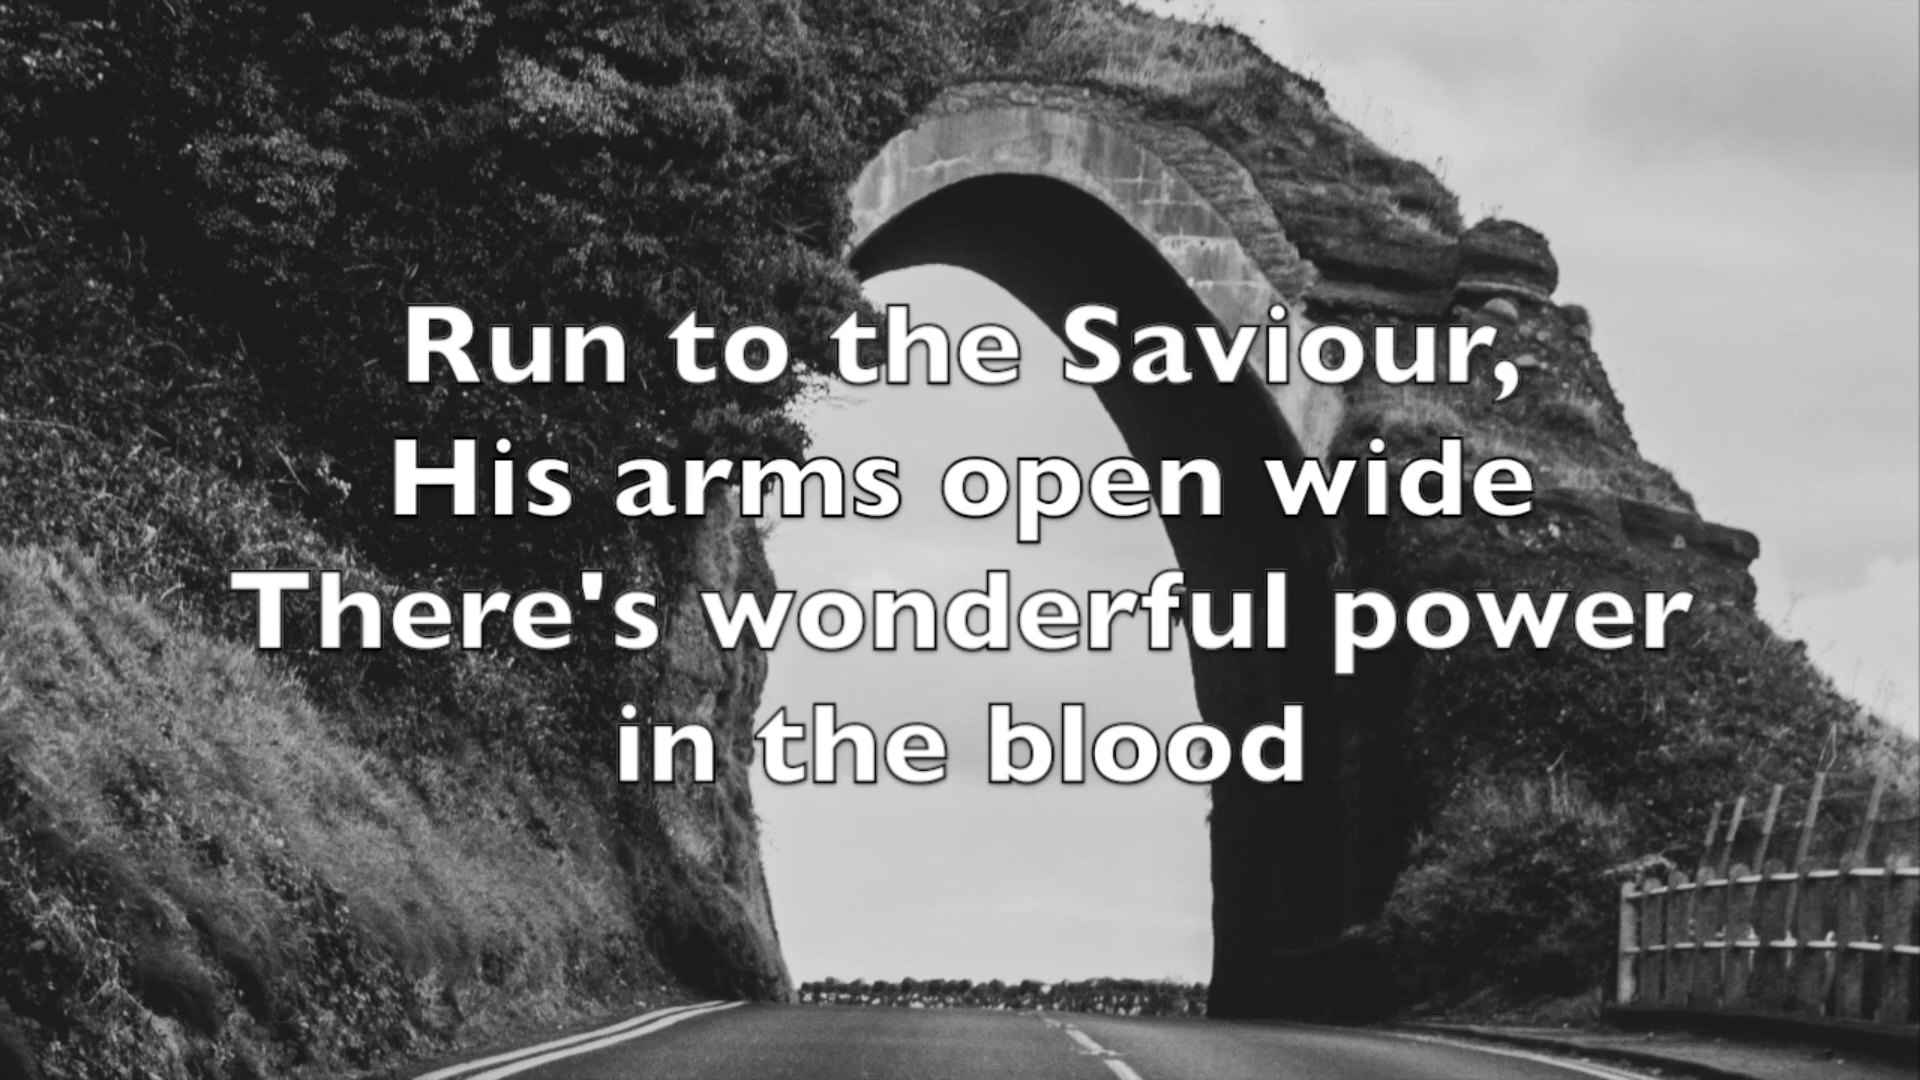 Run to the Saviour,
His arms open wide
There's wonderful power
in the blood